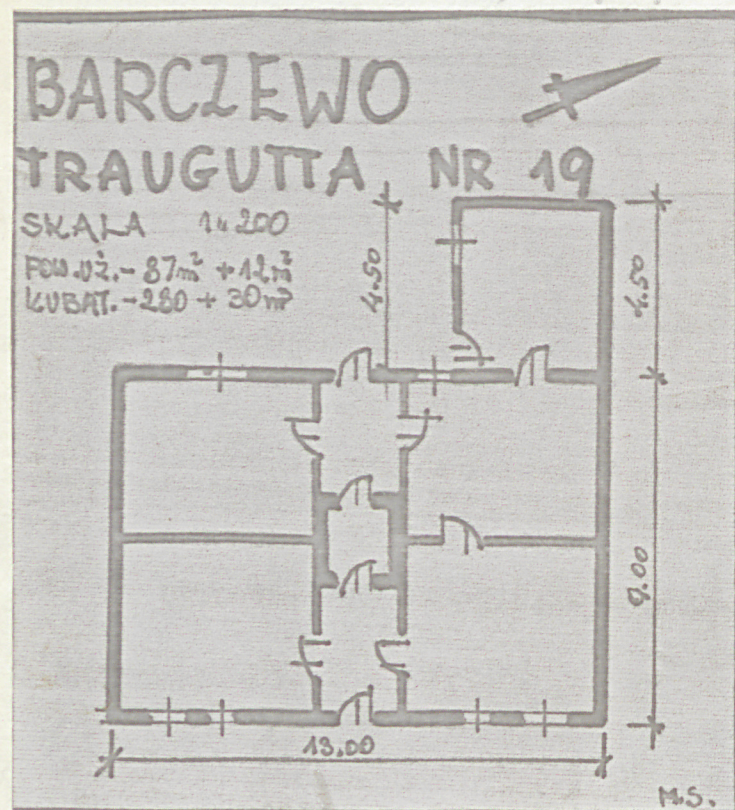 BARCZEWO
TRAUGUTTA NR 19
SKALA 1:200
POW.UŻ.- 87m² + 12m²
KUBAT.- 280 + 30m³
4.50
4.50
9.00
13.00
M.S.